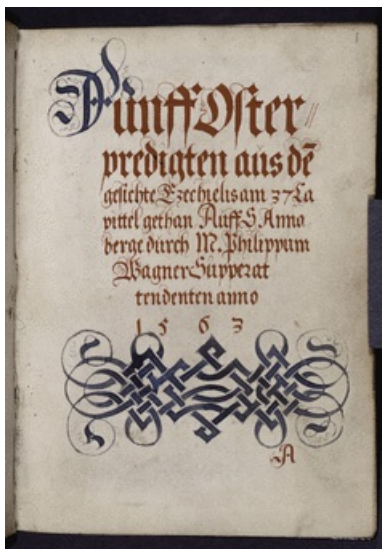 Fünff Oster//
predigten aus dē
gesichte Ezechielis am 37 Ca
pittel gethan Auff S. Anna
berge durch M. Philippum
Wagner Supperat
tendenten anno
1563
A